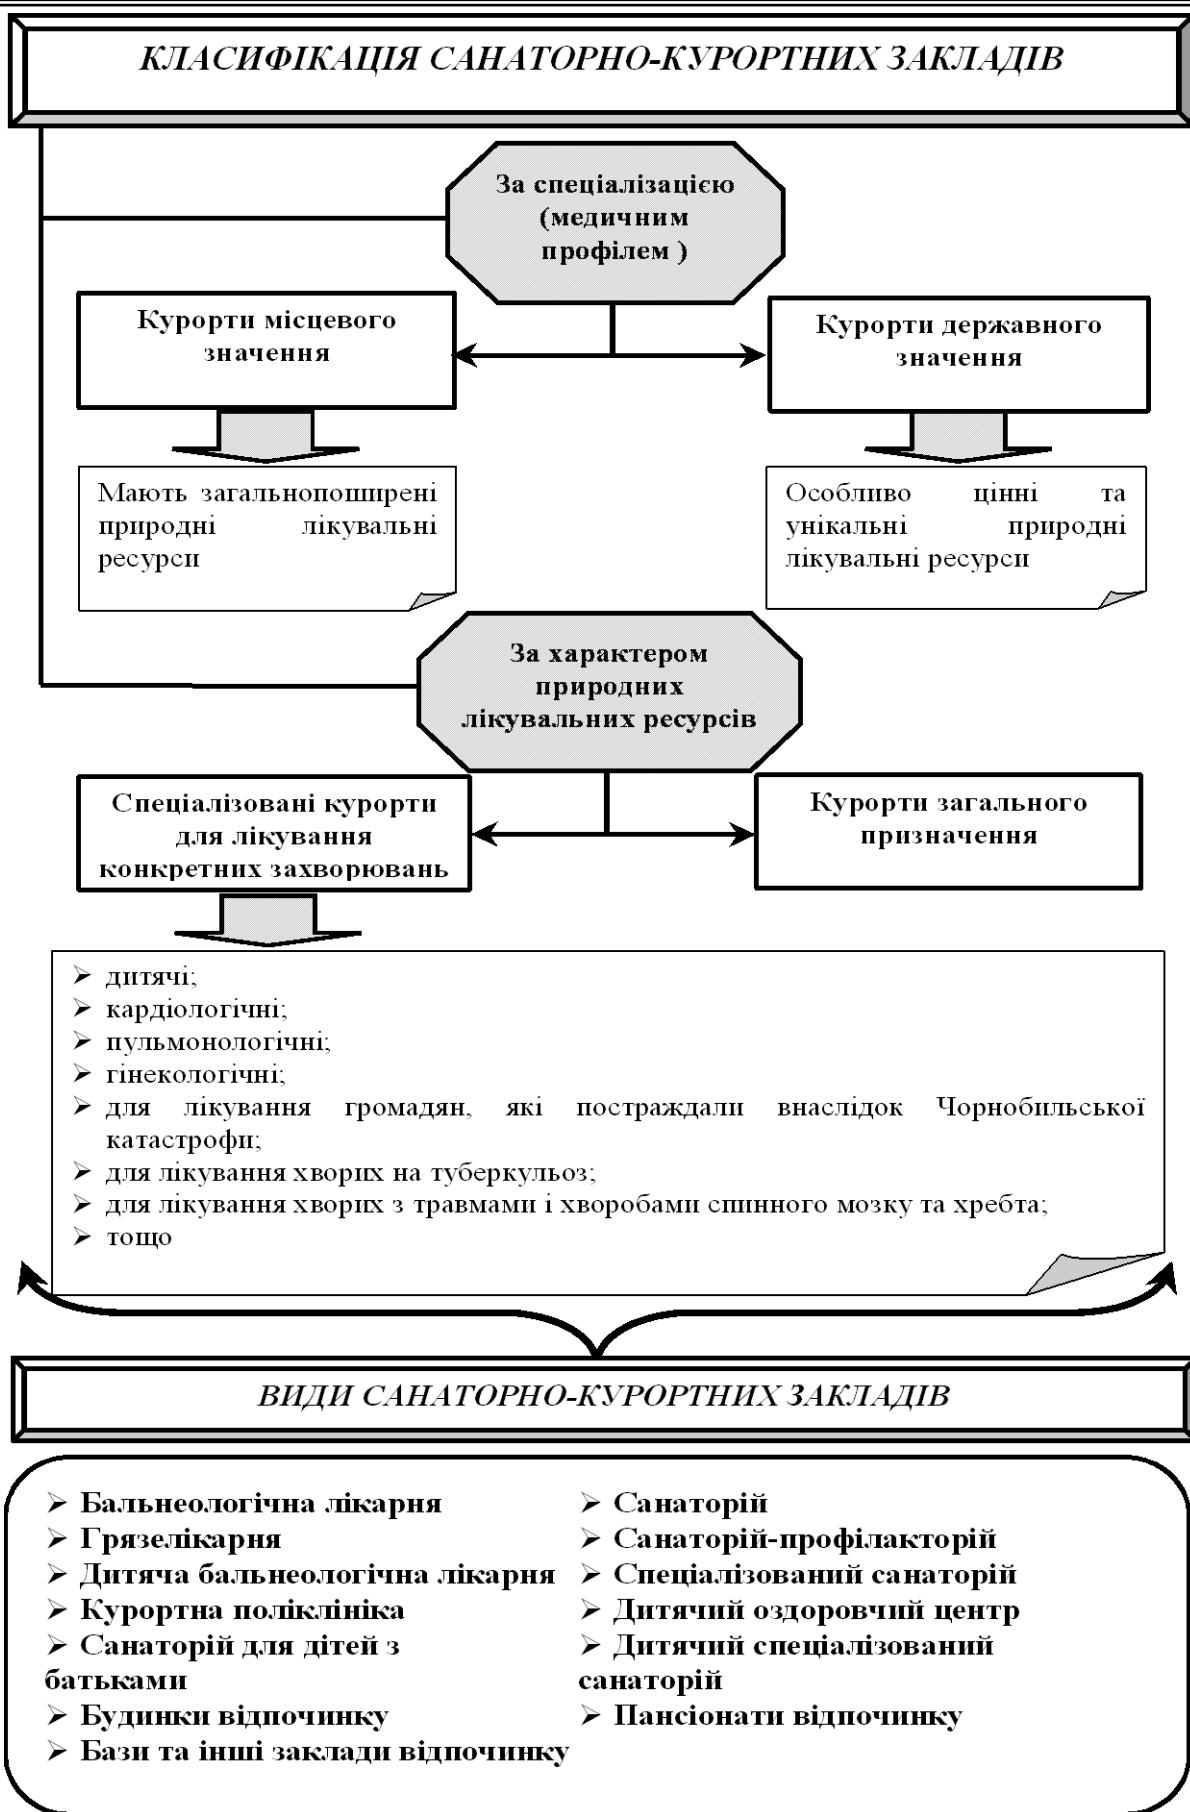 КЛАСИФІКАЦІЯ САНАТОРНО-КУРОРТНИХ ЗАКЛАДІВ
За спеціалізацією
(медичним
профілем )
Курорти місцевого
значення
Курорти державного
значення
Мають загальнопоширені
природні лікувальні
ресурси
Особливо цінні та
унікальні природні
лікувальні ресурси
За характером
природних
лікувальних ресурсів
Спеціалізовані курорти
для лікування
конкретних захворювань
Курорти загального
призначення
➢ дитячі;
➢ кардіологічні;
➢ пульмонологічні;
➢ гінекологічні;
➢ для лікування громадян, які постраждали внаслідок Чорнобильської
катастрофи;
➢ для лікування хворих на туберкульоз;
➢ для лікування хворих з травмами і хворобами спинного мозку та хребта;
➢ тощо
ВИДИ САНАТОРНО-КУРОРТНИХ ЗАКЛАДІВ
➢ Бальнеологічна лікарня
➢ Грязелікарня
➢ Дитяча бальнеологічна лікарня
➢ Курортна поліклініка
➢ Санаторій для дітей з
батьками
➢ Будинки відпочинку
➢ Бази та інші заклади відпочинку
➢ Санаторій
➢ Санаторій-профілакторій
➢ Спеціалізований санаторій
➢ Дитячий оздоровчий центр
➢ Дитячий спеціалізований
санаторій
➢ Пансіонати відпочинку